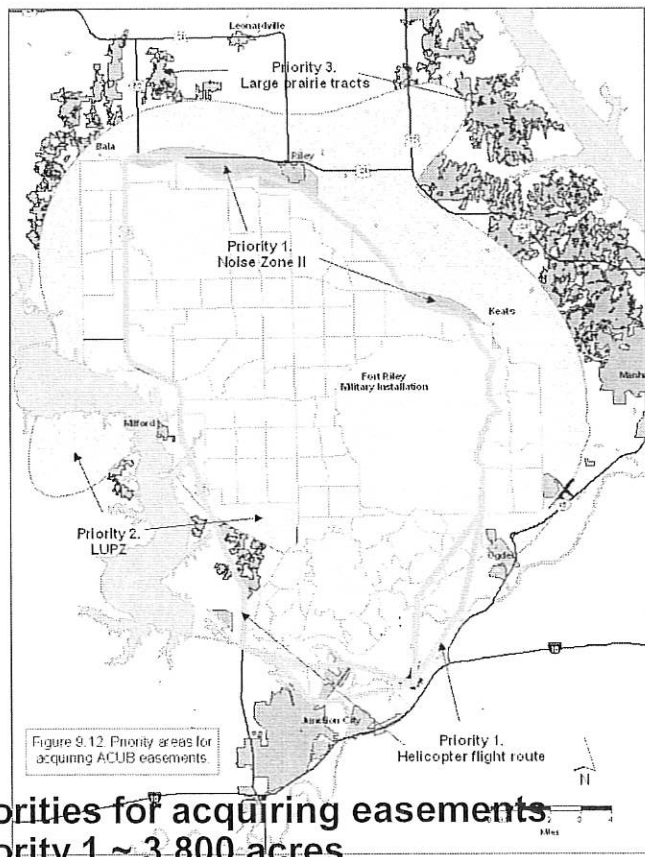 Leonardville
Priority 3.
Large prairie tracts
Bala
Riley
24
Priority 1.
Noise Zone II
Keats
Fort Riley
Military Installation
Manha
Milford
Priority 2.
LUPZ
Ogden
Junction City
Figure 9.12. Priority areas for
acquiring ACUB easements.
Priority 1.
Helicopter flight route
N
Miles
orities for acquiring easements
ority 1 ~ 3,800 acres